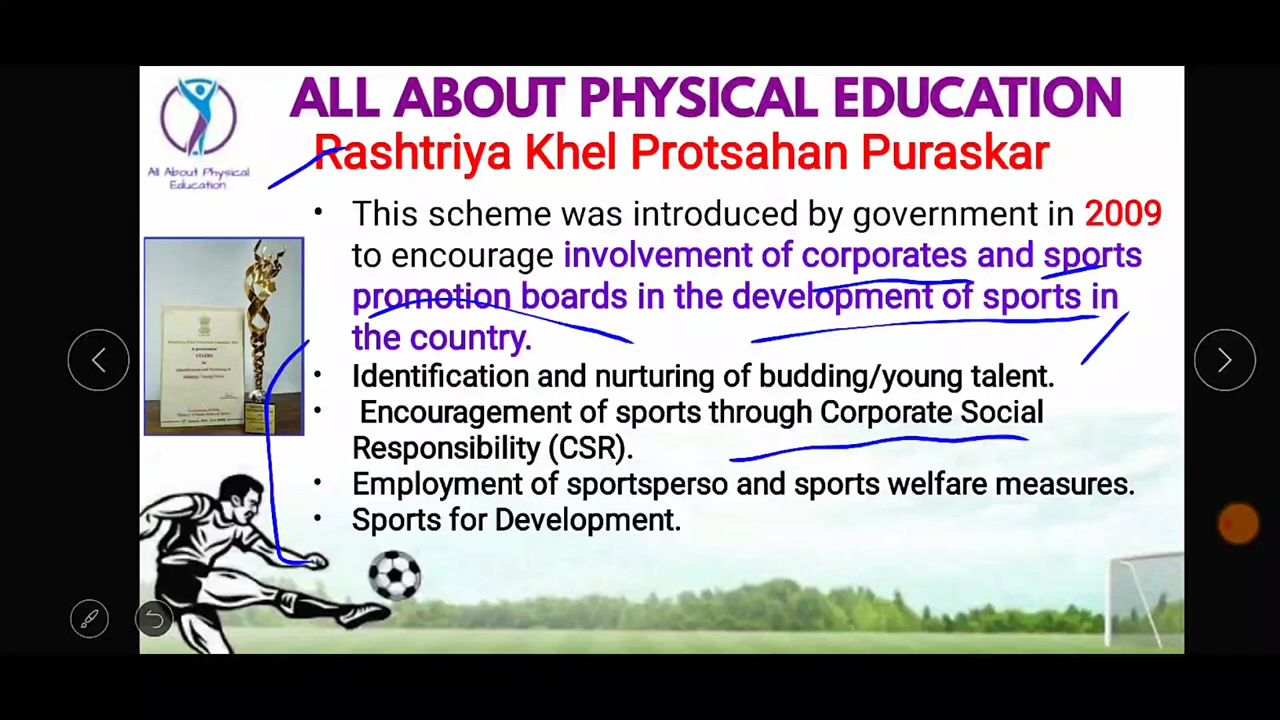 ALL ABOUT PHYSICAL EDUCATION
Rashtriya Khel Protsahan Puraskar
All About Physical
Education
• This scheme was introduced by government in 2009
to encourage involvement of corporates and sports
promotion boards in the development of sports in
the country.
• Identification and nurturing of budding/young talent.
• Encouragement of sports through Corporate Social
Responsibility (CSR).
• Employment of sportsperso and sports welfare measures.
• Sports for Development.